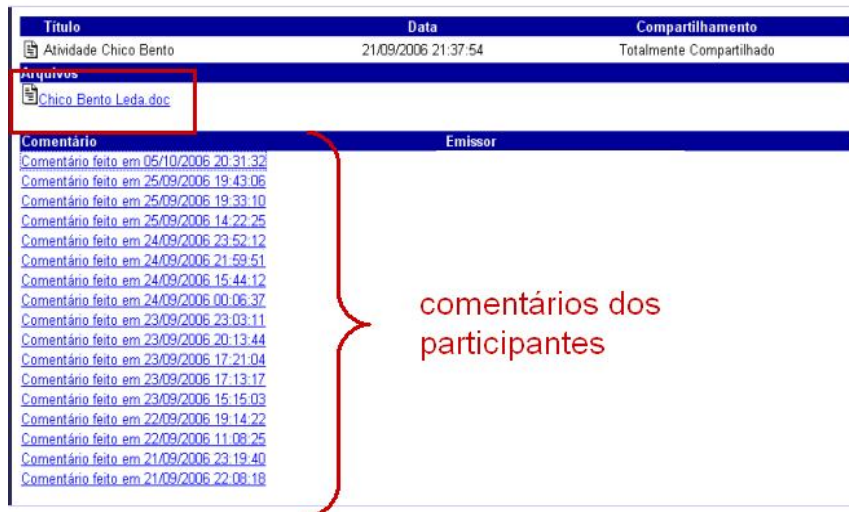 Título Data Compartilhamento
Atividade Chico Bento 21/09/2006 21:37:54 Totalmente Compartilhado
Arquivos
Chico Bento Leda.doc
Comentário Emissor
Comentário feito em 05/10/2006 20:31:32
Comentário feito em 25/09/2006 19:43:06
Comentário feito em 25/09/2006 19:33:10
Comentário feito em 25/09/2006 14:22:25
Comentário feito em 24/09/2006 23:52:12
Comentário feito em 24/09/2006 21:59:51
Comentário feito em 24/09/2006 15:44:12
Comentário feito em 24/09/2006 00:06:37
Comentário feito em 23/09/2006 23:03:11
Comentário feito em 23/09/2006 20:13:44
Comentário feito em 23/09/2006 17:21:04
Comentário feito em 23/09/2006 17:13:17
Comentário feito em 23/09/2006 15:15:03
Comentário feito em 22/09/2006 19:14:22
Comentário feito em 22/09/2006 11:08:25
Comentário feito em 21/09/2006 23:19:40
Comentário feito em 21/09/2006 22:08:18
comentários dos
participantes